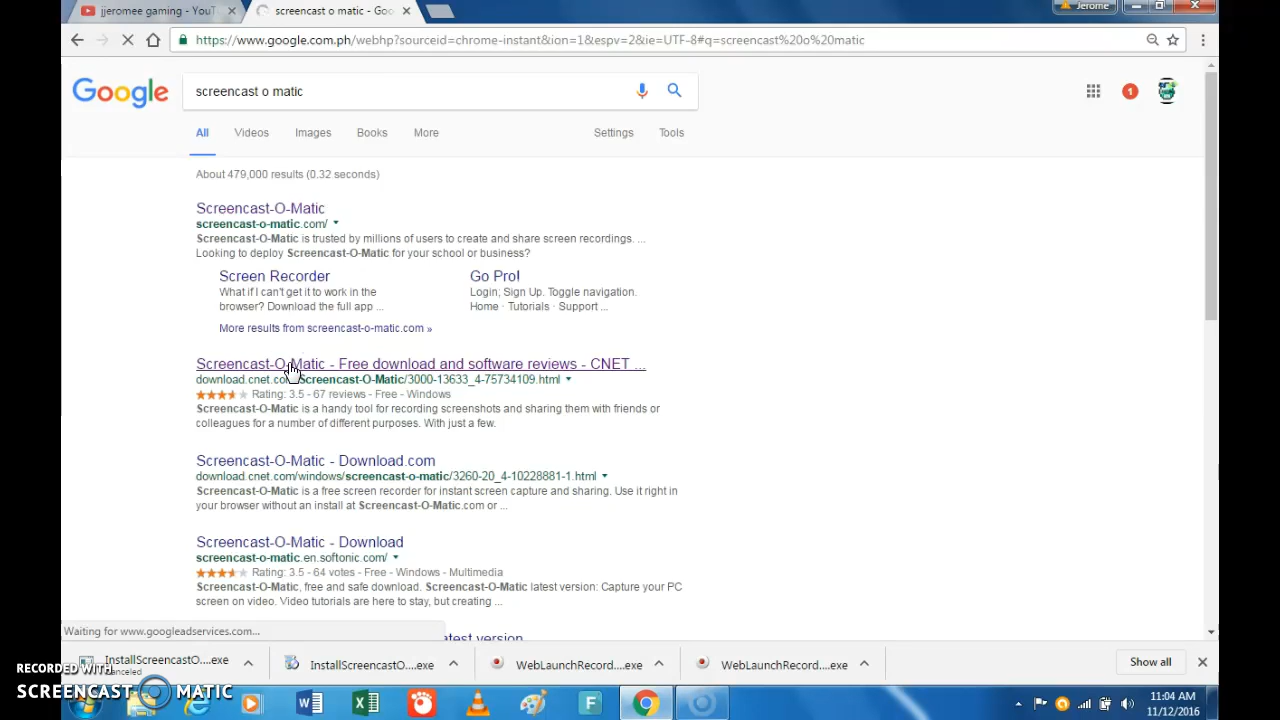 jjeromee gaming - YouT
screencast o matic - Goo
Jerome
https://www.google.com.ph/webhp?sourceid=chrome-instant&ion=1&espv=2&ie=UTF-8#q=screencast%20o%20matic
Google
screencast o matic
1
All Videos Images Books More Settings Tools
About 479,000 results (0.32 seconds)
Screencast-O-Matic
screencast-o-matic.com/
Screencast-O-Matic is trusted by millions of users to create and share screen recordings. ...
Looking to deploy Screencast-O-Matic for your school or business?
Screen Recorder
What if I can't get it to work in the
browser? Download the full app ...
Go Pro!
Login; Sign Up. Toggle navigation.
Home · Tutorials · Support ...
More results from screencast-o-matic.com »
Screencast-O-Matic - Free download and software reviews - CNET ...
download.cnet.co Screencast-O-Matic/3000-13633_4-75734109.html
Rating: 3.5 - 67 reviews - Free - Windows
Screencast-O-Matic is a handy tool for recording screenshots and sharing them with friends or
colleagues for a number of different purposes. With just a few.
Screencast-O-Matic - Download.com
download.cnet.com/windows/screencast-o-matic/3260-20_4-10228881-1.html
Screencast-O-Matic is a free screen recorder for instant screen capture and sharing. Use it right in
your browser without an install at Screencast-O-Matic.com or ...
Screencast-O-Matic - Download
screencast-o-matic.en.softonic.com/
Rating: 3.5 - 64 votes - Free - Windows - Multimedia
Screencast-O-Matic, free and safe download. Screencast-O-Matic latest version: Capture your PC
screen on video. Video tutorials are here to stay, but creating ...
Waiting for www.googleadservices.com...
atest version
InstallScreencastO....exe
Canceled
InstallScreencastO....exe
WebLaunchRecord....exe
WebLaunchRecord....exe
Show all
RECORDED WITH
SCREENCAST MATIC
11:04 AM
11/12/2016